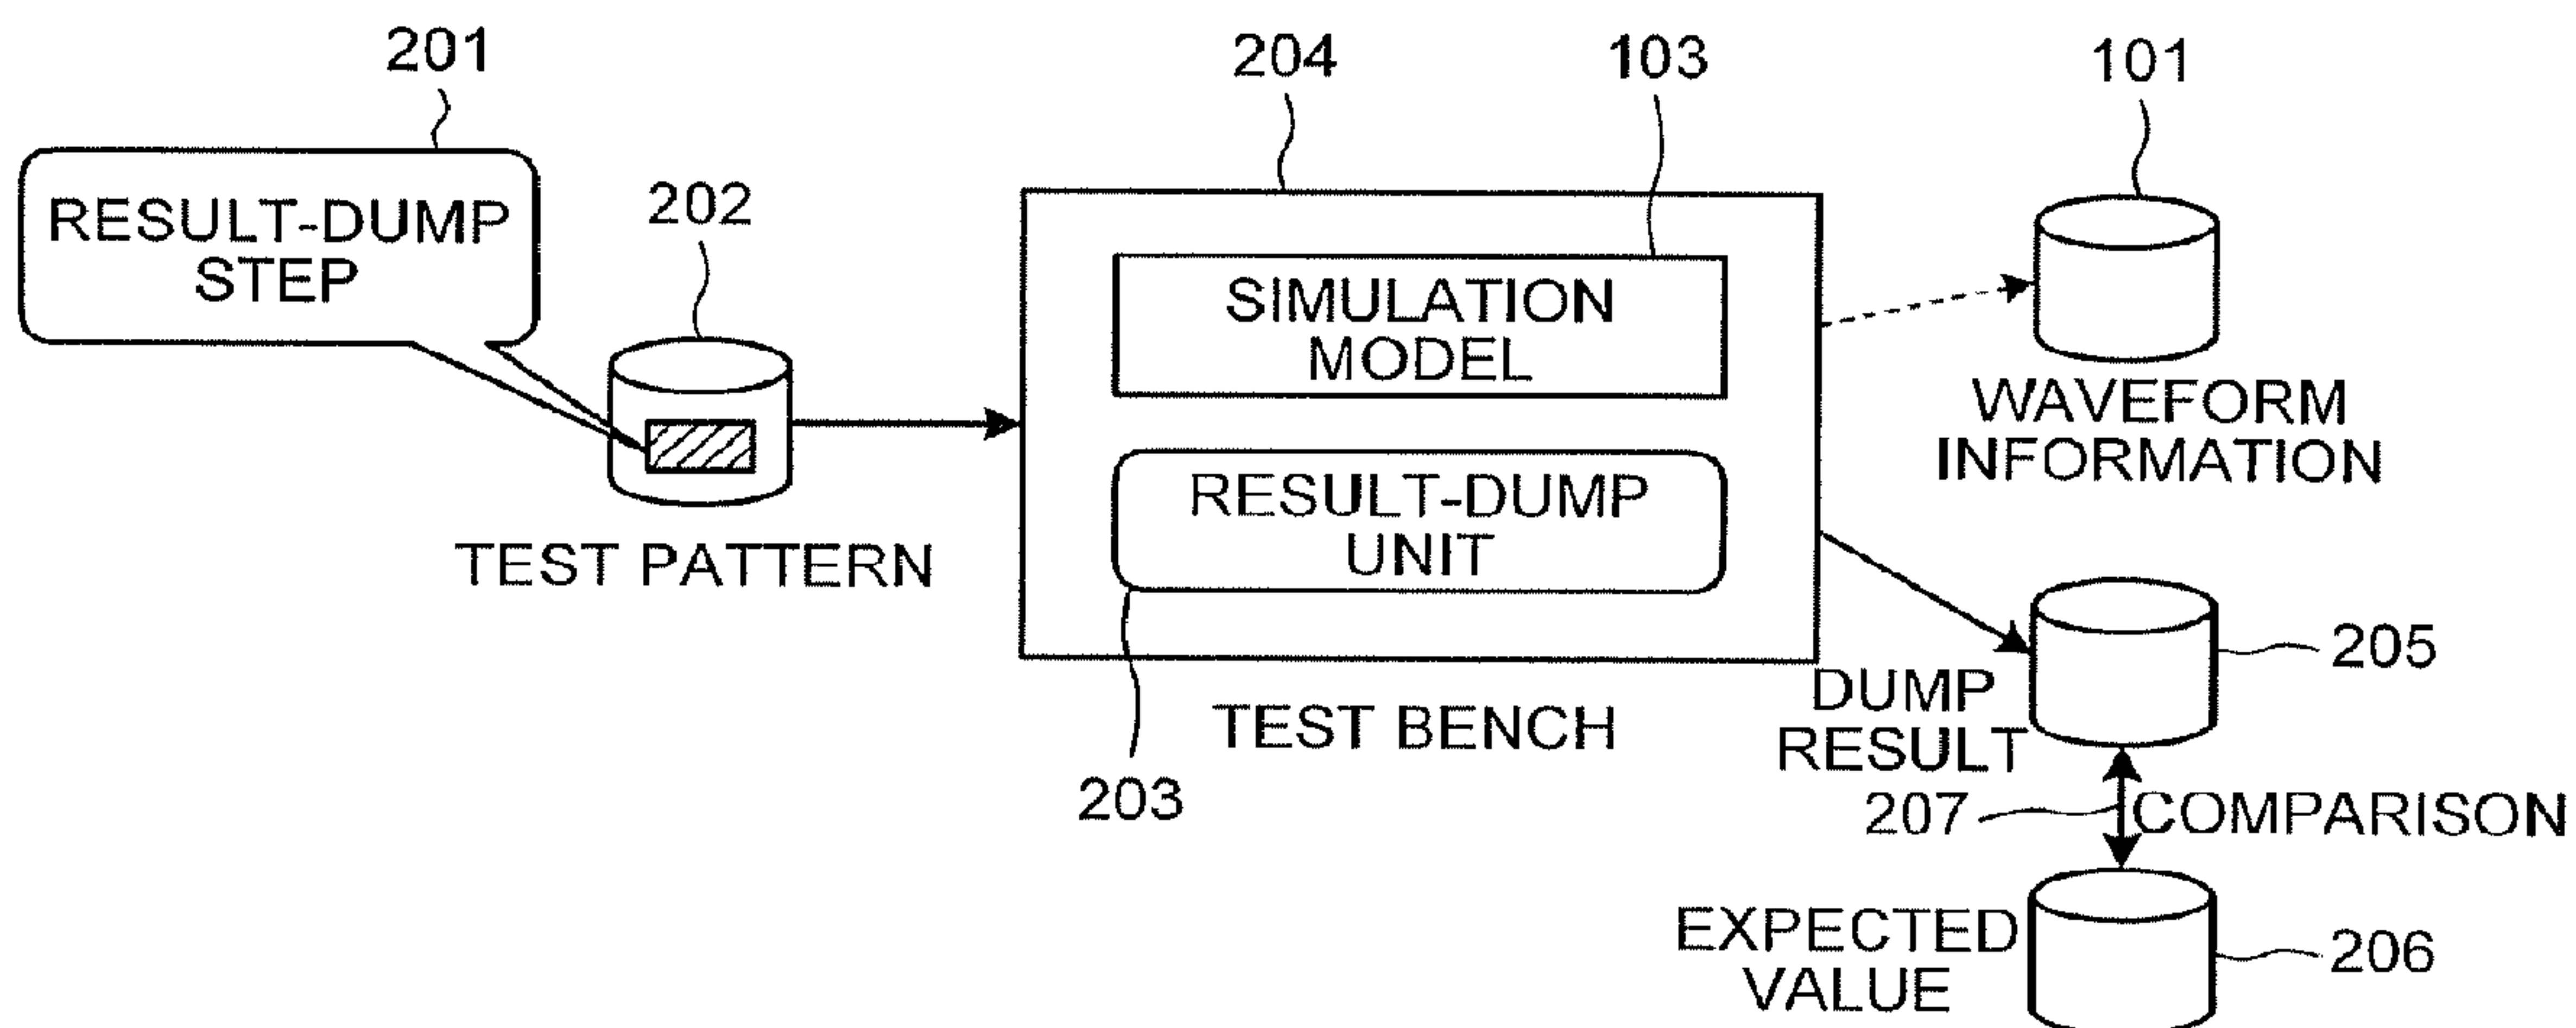 201
204
103
101
RESULT-DUMP
STEP
202
SIMULATION
MODEL
WAVEFORM
INFORMATION
RESULT-DUMP
UNIT
TEST PATTERN
205
DUMP
RESULT
TEST BENCH
203
207
COMPARISON
EXPECTED
VALUE
206